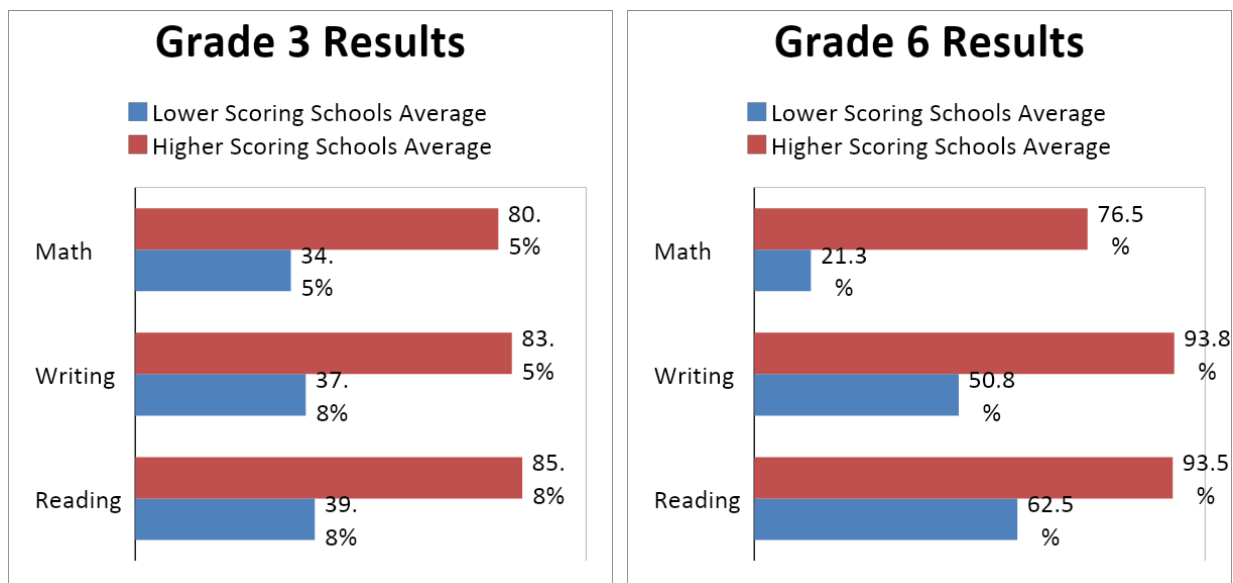 Grade 3 Results
Lower Scoring Schools Average
Higher Scoring Schools Average
Math
80.
5%
34.
5%
Writing
83.
5%
37.
8%
Reading
85.
8%
39.
8%
Grade 6 Results
Lower Scoring Schools Average
Higher Scoring Schools Average
Math
76.5
%
21.3
%
Writing
93.8
%
50.8
%
Reading
93.5
%
62.5
%